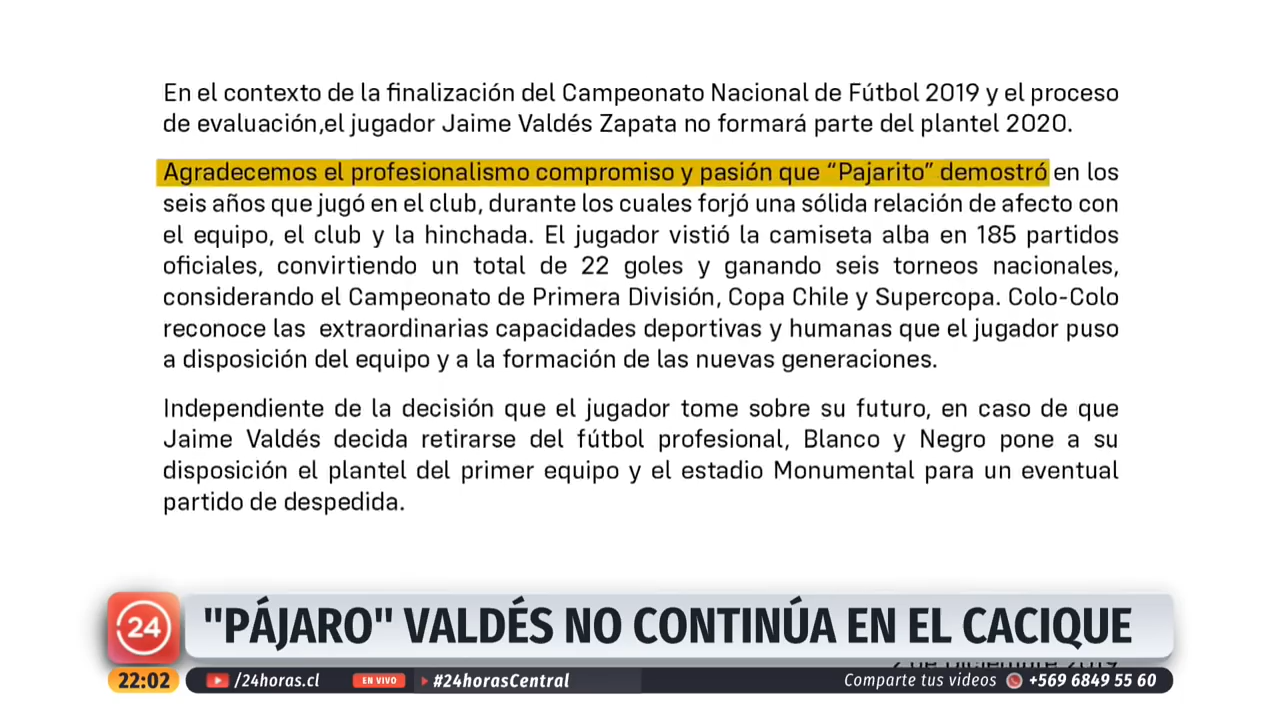 En el contexto de la finalización del Campeonato Nacional de Fútbol 2019 y el proceso
de evaluación,el jugador Jaime Valdés Zapata no formará parte del plantel 2020.
Agradecemos el profesionalismo compromiso y pasión que “Pajarito” demostró en los
seis años que jugó en el club, durante los cuales forjó una sólida relación de afecto con
el equipo, el club y la hinchada. El jugador vistió la camiseta alba en 185 partidos
oficiales, convirtiendo un total de 22 goles y ganando seis torneos nacionales,
considerando el Campeonato de Primera División, Copa Chile y Supercopa. Colo-Colo
reconoce las extraordinarias capacidades deportivas y humanas que el jugador puso
a disposición del equipo y a la formación de las nuevas generaciones.
Independiente de la decisión que el jugador tome sobre su futuro, en caso de que
Jaime Valdés decida retirarse del fútbol profesional, Blanco y Negro pone a su
disposición el plantel del primer equipo y el estadio Monumental para un eventual
partido de despedida.
24 "PÁJARO" VALDÉS NO CONTINÚA EN EL CACIQUE
2 de Diciembre 2019
22:02 /24horas.cl EN VIVO #24horasCentral Comparte tus videos +569 6849 55 60